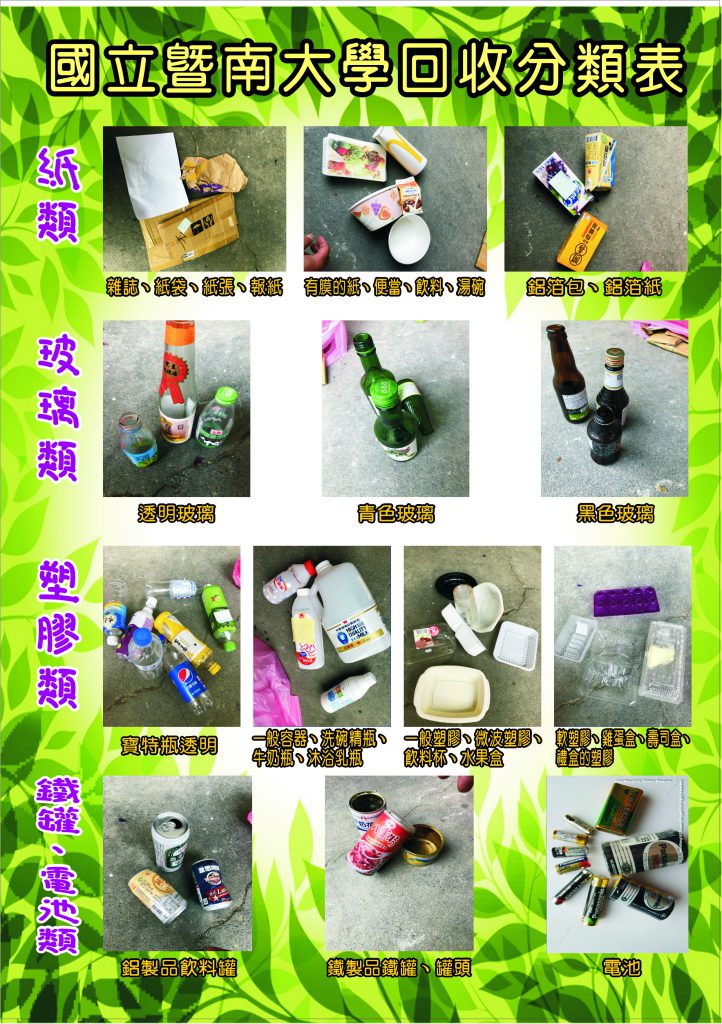 國立暨南大學回收分類表
紙類
雜誌、紙袋、紙張、報紙
有膜的紙、便當、飲料、湯碗
鋁箔包、鋁箔紙
玻璃類
透明玻璃
青色玻璃
黑色玻璃
塑膠類
寶特瓶透明
一般容器、洗碗精瓶、
牛奶瓶、沐浴乳瓶
一般塑膠、微波塑膠、
飲料杯、水果盒
軟塑膠、雞蛋盒、壽司盒、
禮盒的塑膠
HIGH
QUALITY
MILK
pepsi
鐵罐、電池類
鋁製品飲料罐
鐵製品鐵罐、罐頭
電池